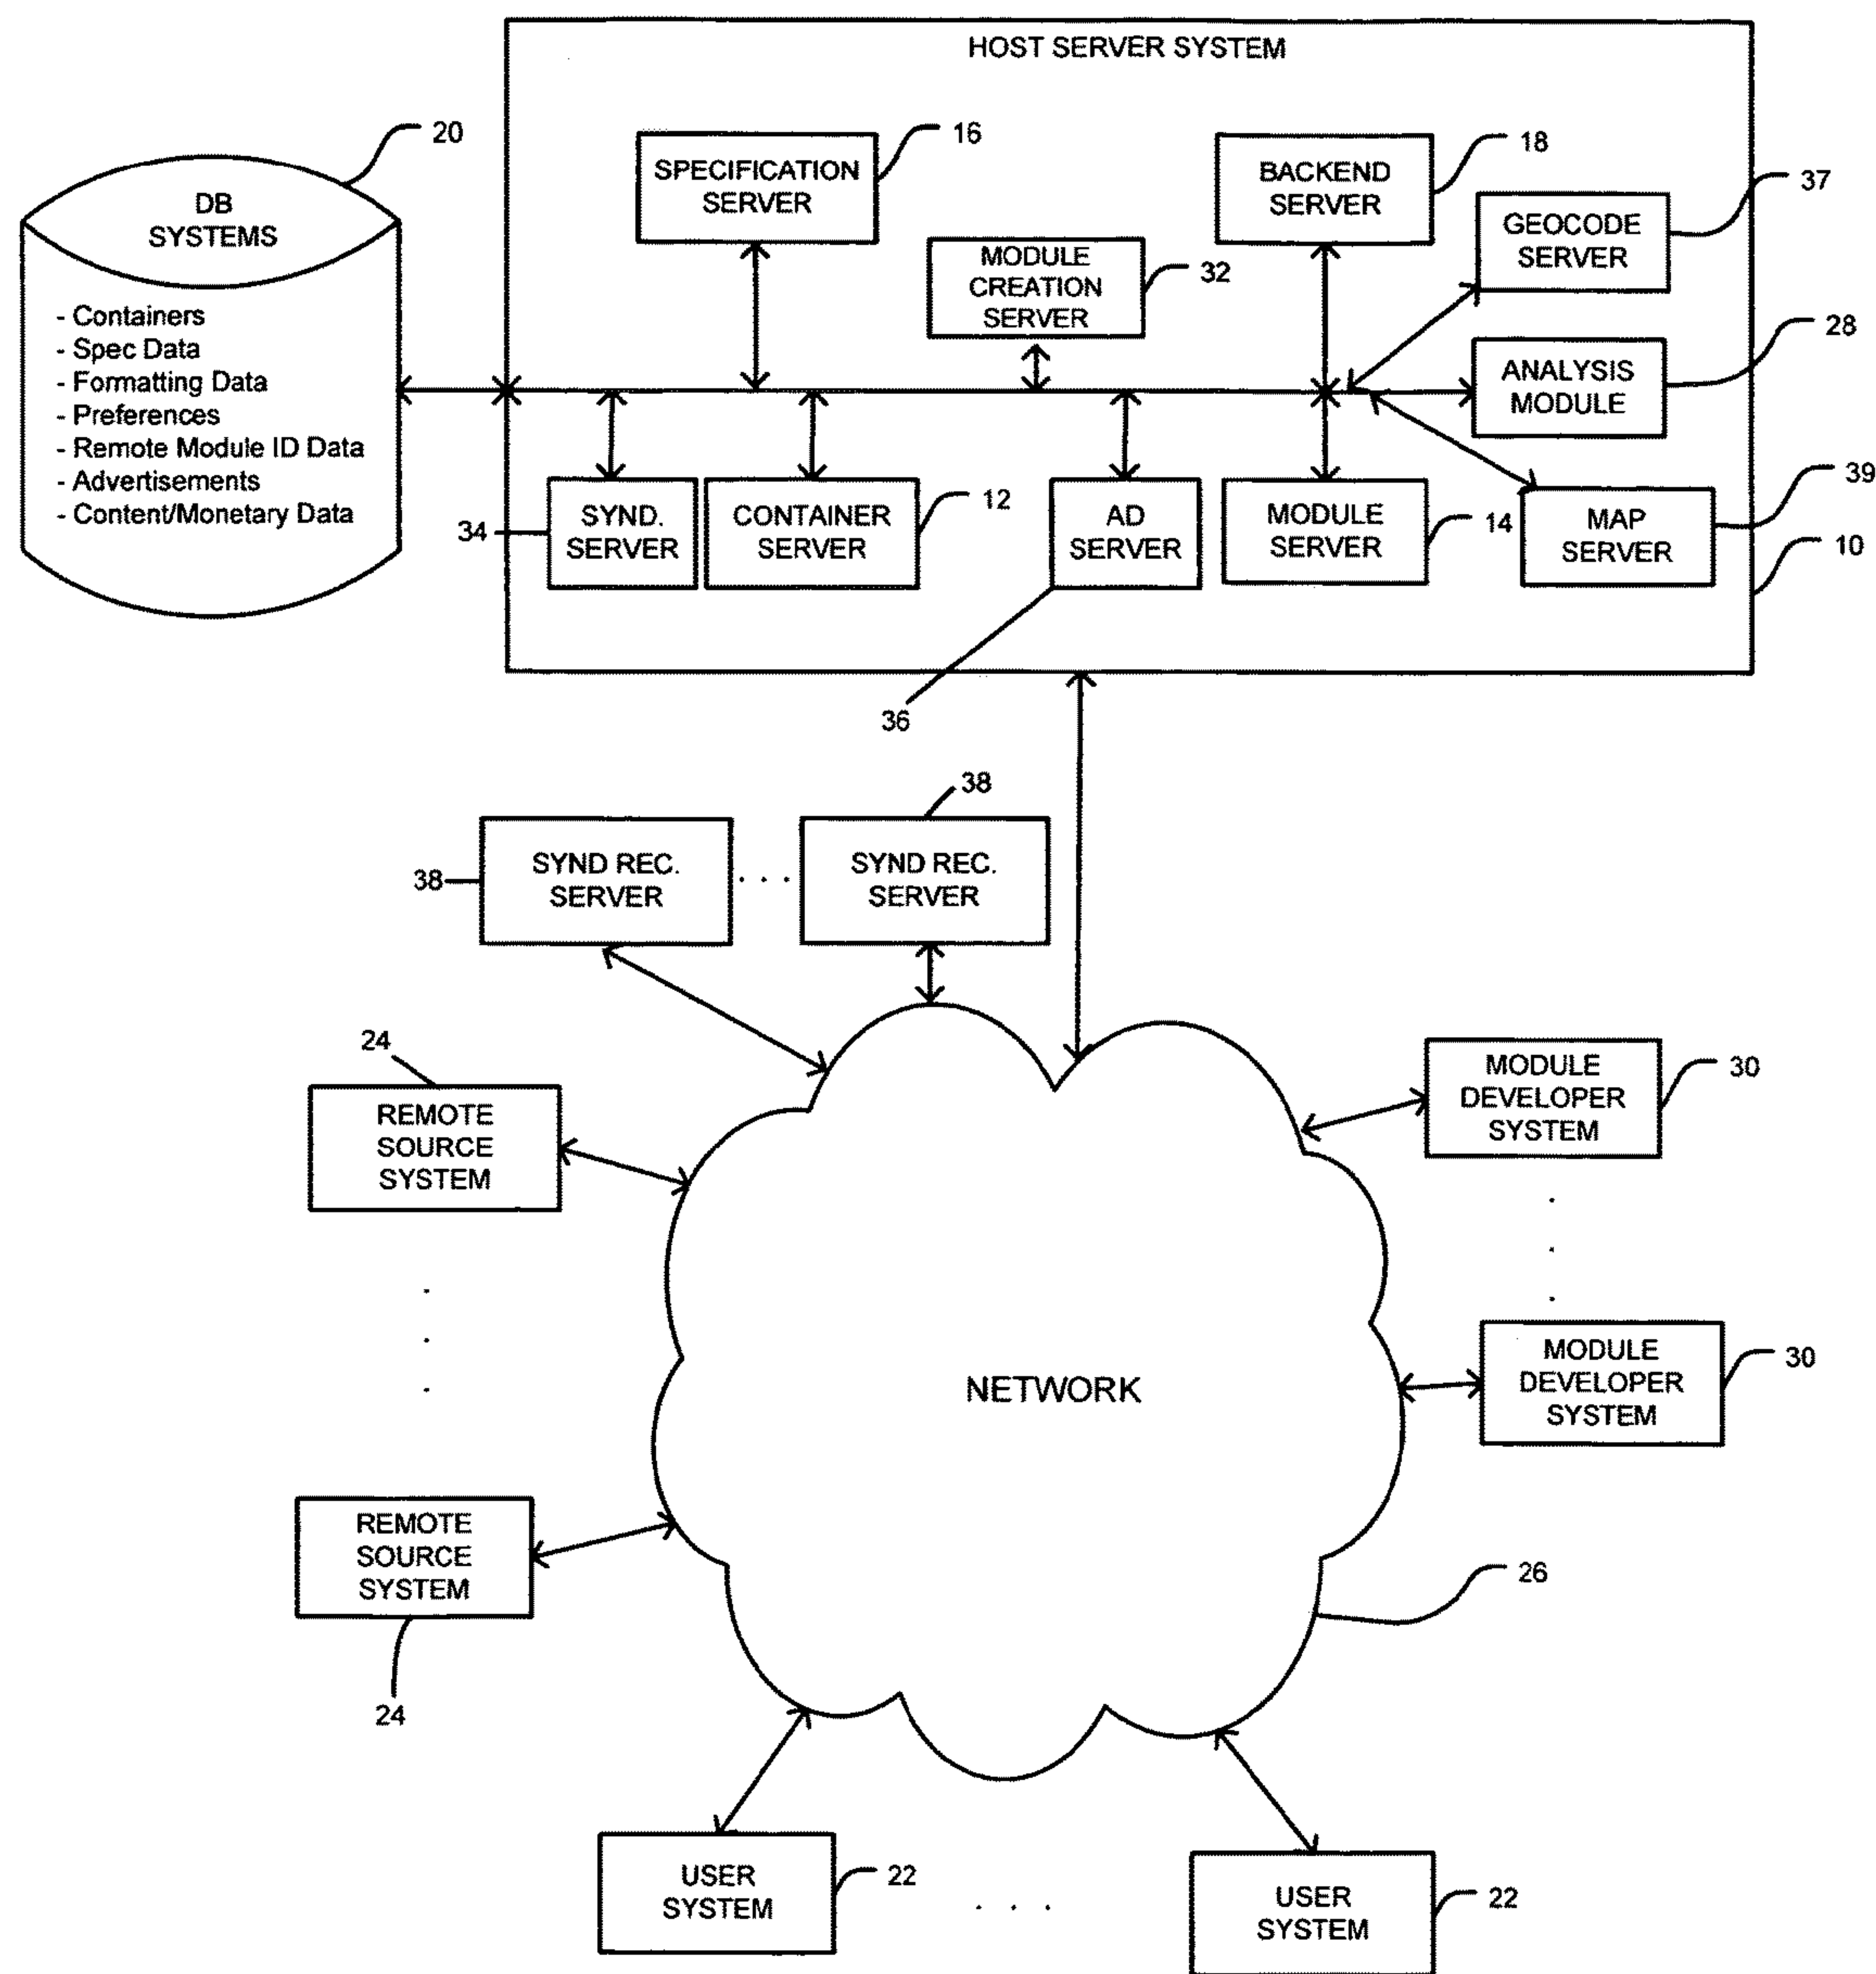 HOST SERVER SYSTEM
20
16
18
37
DB
SYSTEMS
SPECIFICATION
SERVER
BACKEND
SERVER
GEOCODE
SERVER
MODULE
CREATION
SERVER
32
28
- Containers
- Spec Data
- Formatting Data
- Preferences
- Remote Module ID Data
- Advertisements
- Content/Monetary Data
ANALYSIS
MODULE
34
SYND.
SERVER
CONTAINER
SERVER
12
AD
SERVER
MODULE
SERVER
14
MAP
SERVER
39
10
36
38
38
SYND REC.
SERVER
. . .
SYND REC.
SERVER
24
REMOTE
SOURCE
SYSTEM
MODULE
DEVELOPER
SYSTEM
30
MODULE
DEVELOPER
SYSTEM
30
NETWORK
REMOTE
SOURCE
SYSTEM
24
26
USER
SYSTEM
22
. . .
USER
SYSTEM
22